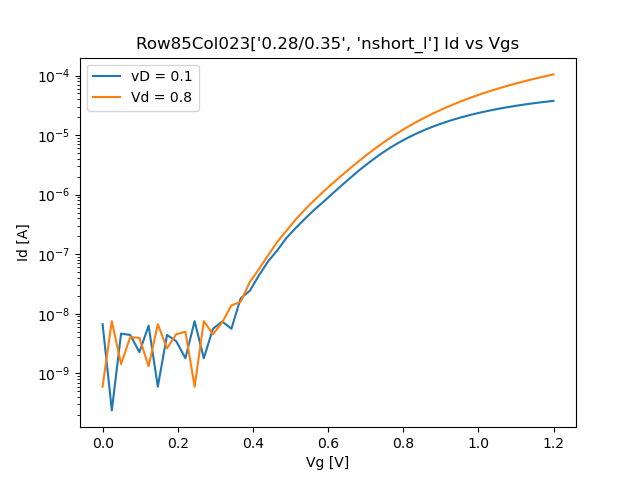 Row85Col023['0.28/0.35', 'nshort_l'] Id vs Vgs
vD = 0.1
Vd = 0.8
10⁻⁴
10⁻⁵
10⁻⁶
10⁻⁷
10⁻⁸
10⁻⁹
Id [A]
0.0 0.2 0.4 0.6 0.8 1.0 1.2
Vg [V]